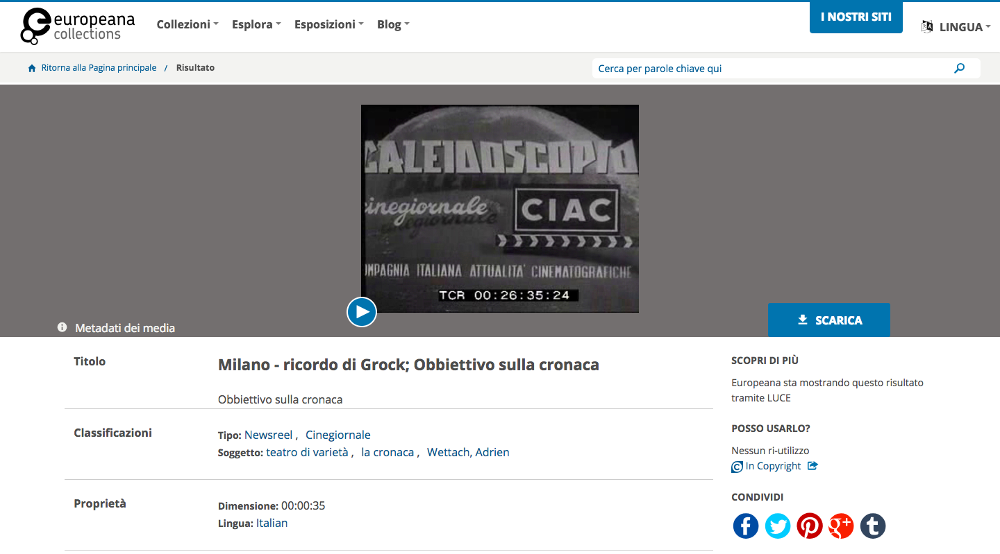 europeana
collections
Collezioni
Esplora
Esposizioni
Blog
I NOSTRI SITI
LINGUA
Ritorna alla Pagina principale / Risultato
Cerca per parole chiave qui
CALEIDOSCOPIO
cinegiornale
CIAC
OMPAGNIA ITALIANA ATTUALITA' CINEMATOGRAFICHE
TCR 00:26:35:24
Metadati dei media
SCARICA
Titolo
Milano - ricordo di Grock; Obbiettivo sulla cronaca
Obbiettivo sulla cronaca
Classificazioni
Tipo: Newsreel , Cinegiornale
Soggetto: teatro di varietà , la cronaca , Wettach, Adrien
Proprietà
Dimensione: 00:00:35
Lingua: Italian
SCOPRI DI PIÙ
Europeana sta mostrando questo risultato
tramite LUCE
POSSO USARLO?
Nessun ri-utilizzo
In Copyright
CONDIVIDI